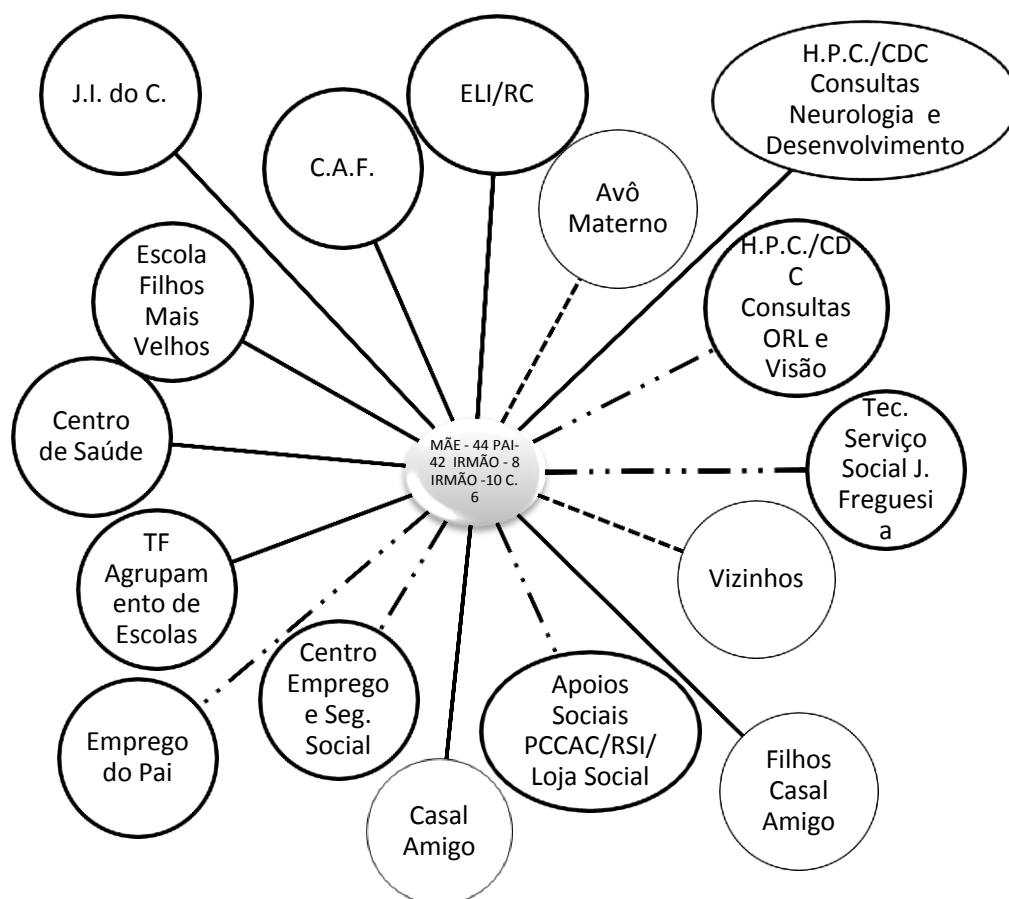 J.I. do C.
C.A.F.
ELI/RC
H.P.C./CDC
Consultas
Neurologia e
Desenvolvimento
Avô
Materno
Escola
Filhos
Mais
Velhos
H.P.C./CD
C
Consultas
ORL e
Visão
Centro
de Saúde
MÃE - 44 PAI-
42 IRMÃO - 8
IRMÃO -10 C.
6
Tec.
Serviço
Social J.
Freguesi
a
TF
Agrupam
ento de
Escolas
Vizinhos
Centro
Emprego
e Seg.
Social
Apoios
Sociais
PCCAC/RSI/
Loja Social
Emprego
do Pai
Casal
Amigo
Filhos
Casal
Amigo